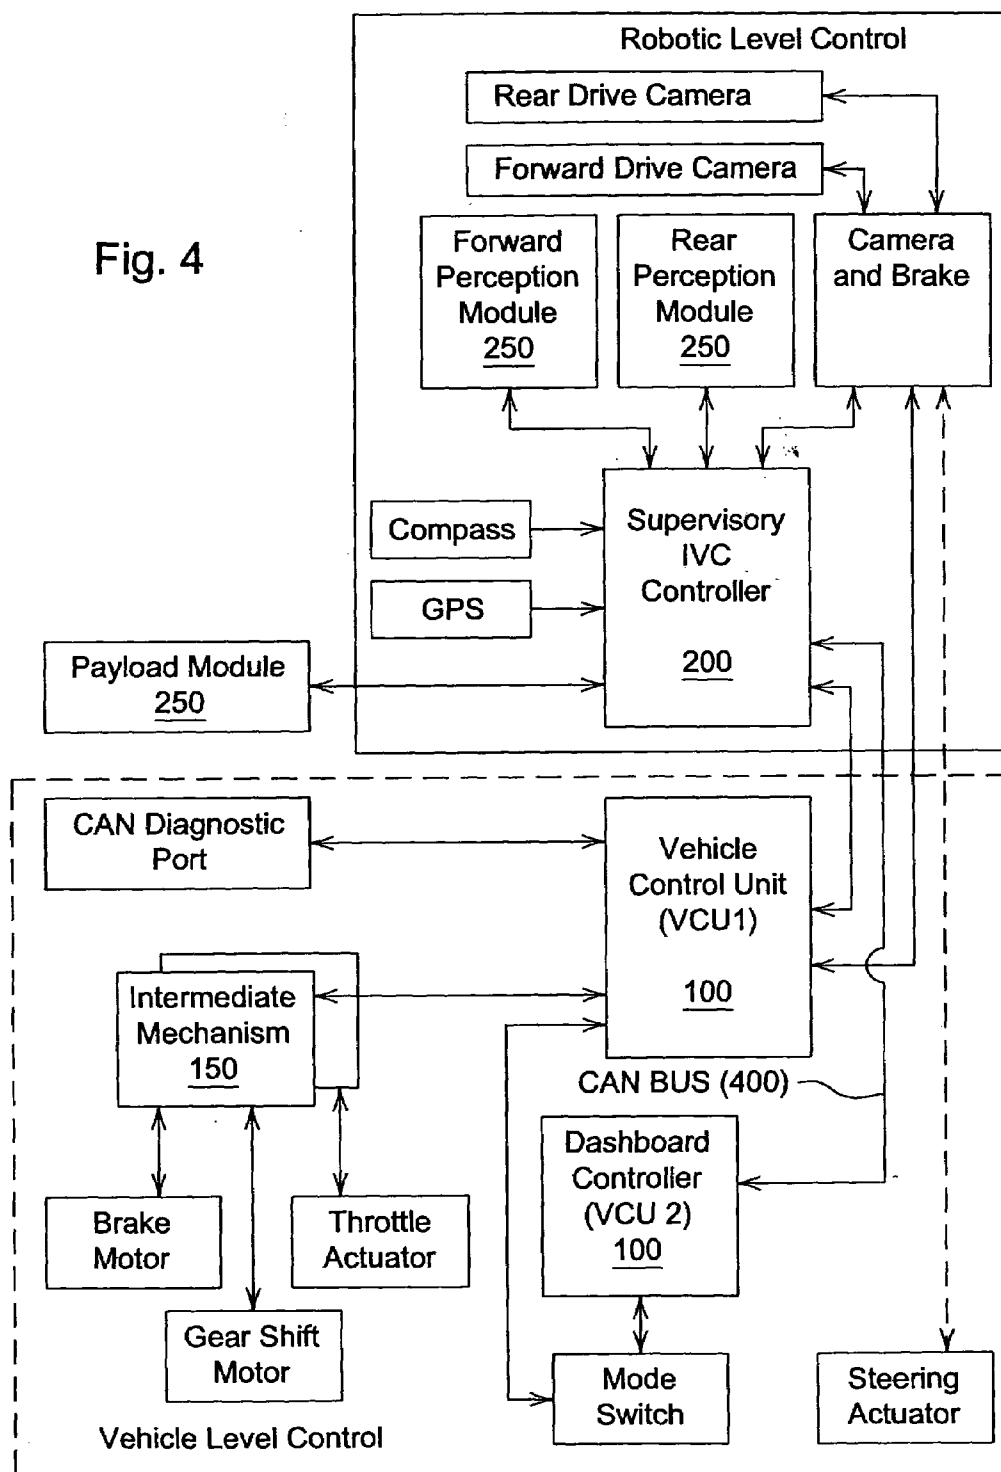 Robotic Level Control
Rear Drive Camera
Forward Drive Camera
Fig. 4
Forward
Perception
Module
250
Rear
Perception
Module
250
Camera
and Brake
Compass
GPS
Supervisory
IVC
Controller
200
Payload Module
250
CAN Diagnostic
Port
Vehicle
Control Unit
(VCU1)
100
Intermediate
Mechanism
150
CAN BUS (400)
Dashboard
Controller
(VCU 2)
100
Brake
Motor
Throttle
Actuator
Gear Shift
Motor
Mode
Switch
Steering
Actuator
Vehicle Level Control